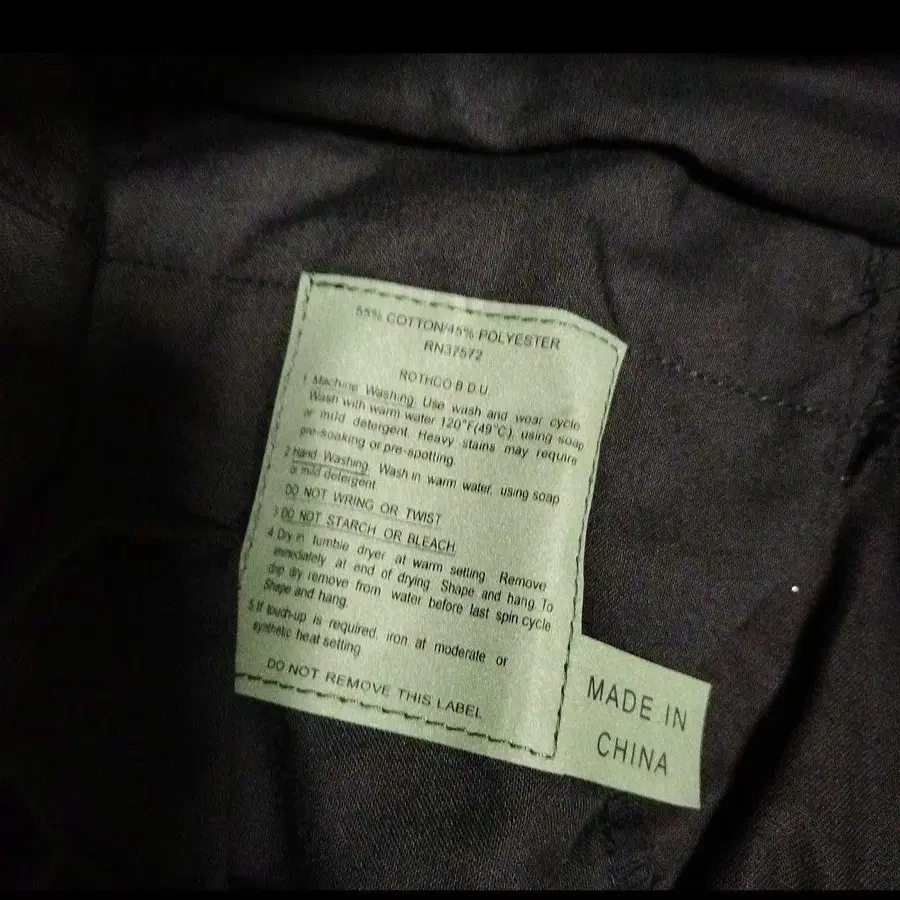 55% COTTON/45% POLYESTER
RN37572
ROTHCO B.D.U.
1 Machine Washing. Use wash and wear cycle
Wash with warm water 120°F(49°C), using soap
or mild detergent. Heavy stains may require
pre-soaking or pre-spotting.
2 Hand Washing. Wash in warm water, using soap
or mild detergent
DO NOT WRING OR TWIST
3 DO NOT STARCH OR BLEACH
4 Dry in tumble dryer at warm setting. Remove
immediately at end of drying. Shape and hang. To
drip dry remove from water before last spin cycle
Shape and hang.
5.If touch-up is required, iron at moderate or
synthetic heat setting
DO NOT REMOVE THIS LABEL
MADE IN
CHINA